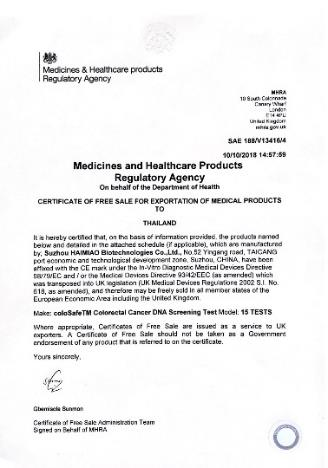 Medicines & Healthcare products
Regulatory Agency
MHRA
10 South Colonnade
Canary Wharf
London
E14 4PU
United Kingdom
mhra.gov.uk
SAE 188/V13416/4
10/10/2018 14:57:59
Medicines and Healthcare Products
Regulatory Agency
On behalf of the Department of Health
CERTIFICATE OF FREE SALE FOR EXPORTATION OF MEDICAL PRODUCTS
TO
THAILAND
It is hereby certified that, on the basis of information provided, the products named
below and detailed in the attached schedule (if applicable), which are manufactured
by: Suzhou HAIMIAO Biotechnologies Co.,Ltd., No.52 Yingang road, TAICANG
port economic and technological development zone, Suzhou, CHINA, have been
affixed with the CE mark under the In-Vitro Diagnostic Medical Devices Directive
98/79/EC and / or the Medical Devices Directive 93/42/EEC (as amended) which
was transposed into UK legislation (UK Medical Devices Regulations 2002 S.I. No.
618, as amended), and therefore may be freely sold in all member states of the
European Economic Area including the United Kingdom.
Make: coloSafeTM Colorectal Cancer DNA Screening Test Model: 15 TESTS
Where appropriate, Certificates of Free Sale are issued as a service to UK
exporters. A Certificate of Free Sale should not be taken as a Government
endorsement of any product that is referred to on the certificate.
Yours sincerely,
Gbemisola Sunmon
Certificate of Free Sale Administration Team
Signed on Behalf of MHRA